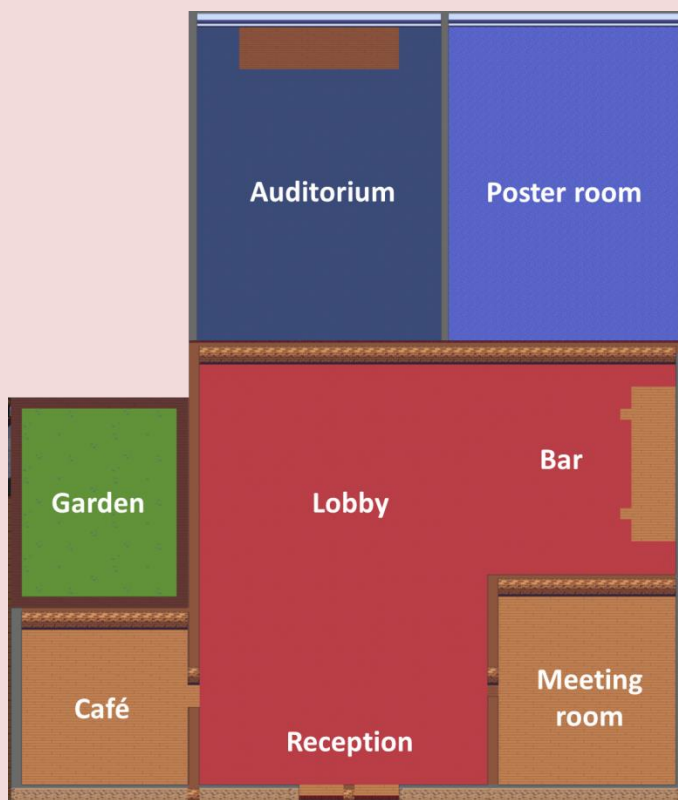 Auditorium
Poster room
Bar
Garden
Lobby
Café
Meeting
room
Reception